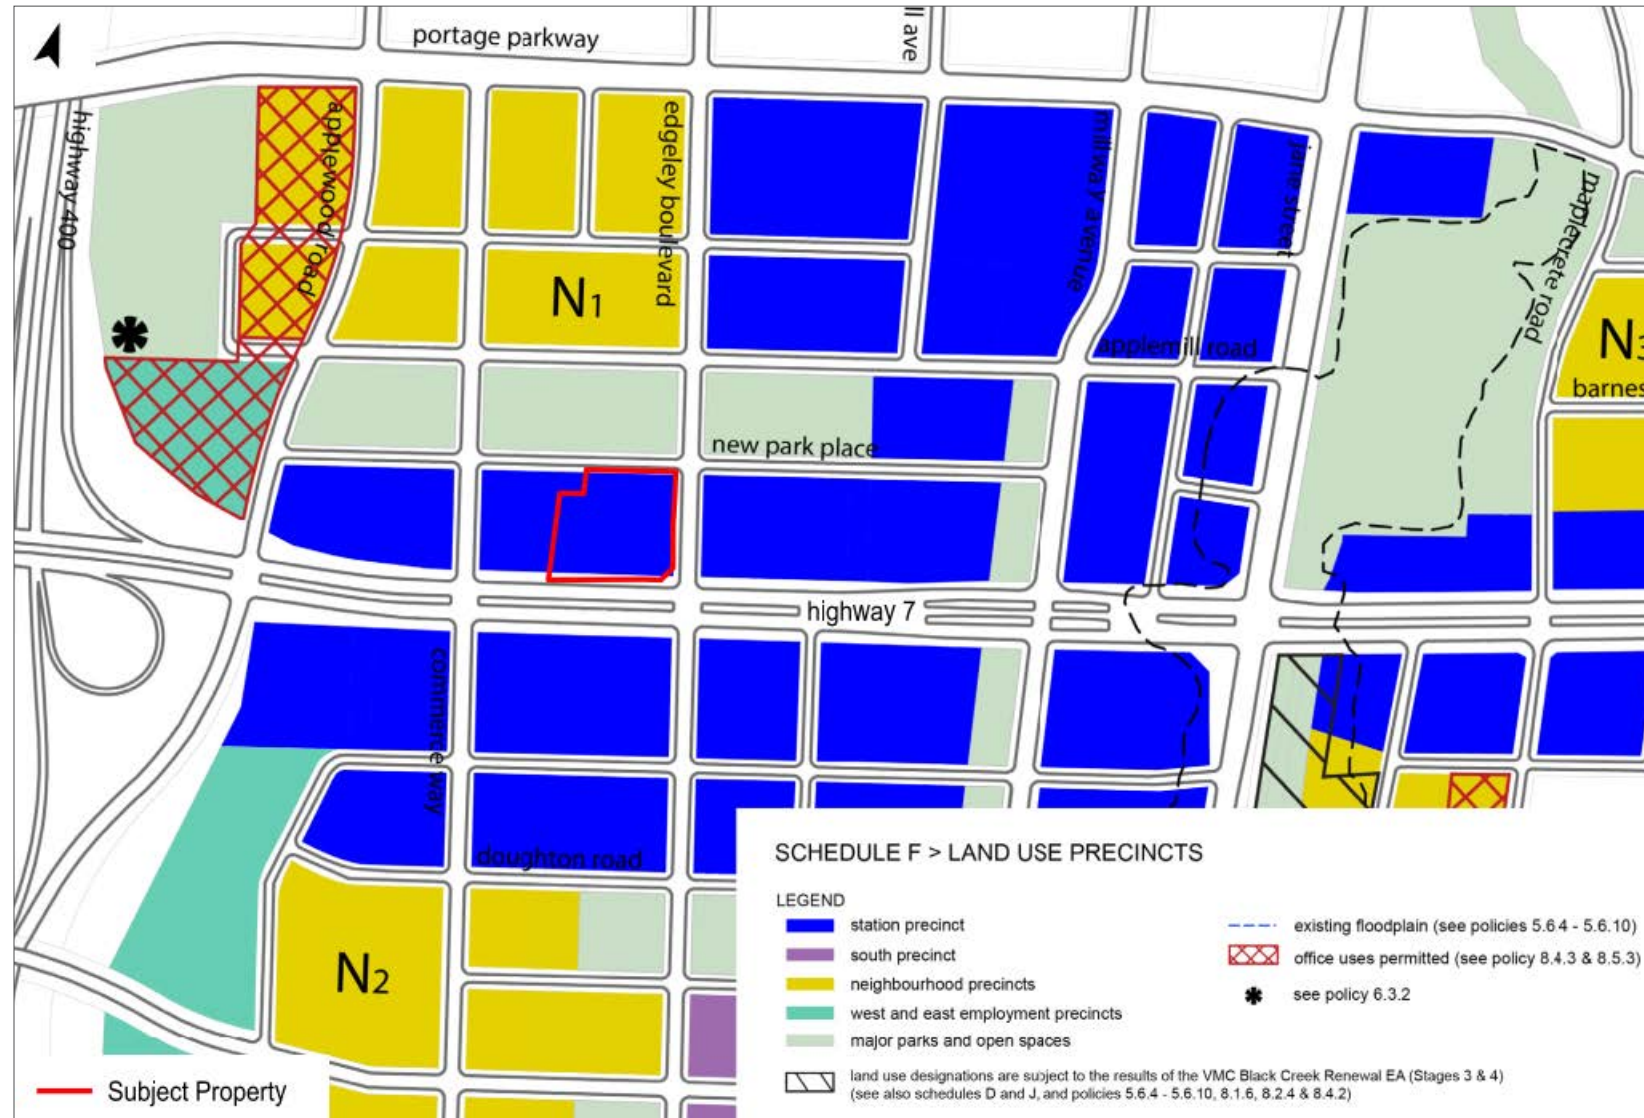 portage parkway
ll ave
highway 400
applewood road
applewood road
edgeley boulevard
millway avenue
jane street
maplecrete road
N1
applemill road
N3
barnes
new park place
highway 7
commerce way
doughton road
N2
SCHEDULE F > LAND USE PRECINCTS
LEGEND
station precinct
south precinct
neighbourhood precincts
west and east employment precincts
major parks and open spaces
existing floodplain (see policies 5.6.4 - 5.6.10)
office uses permitted (see policy 8.4.3 & 8.5.3)
see policy 6.3.2
land use designations are subject to the results of the VMC Black Creek Renewal EA (Stages 3 & 4)
(see also schedules D and J, and policies 5.6.4 - 5.6.10, 8.1.6, 8.2.4 & 8.4.2)
Subject Property